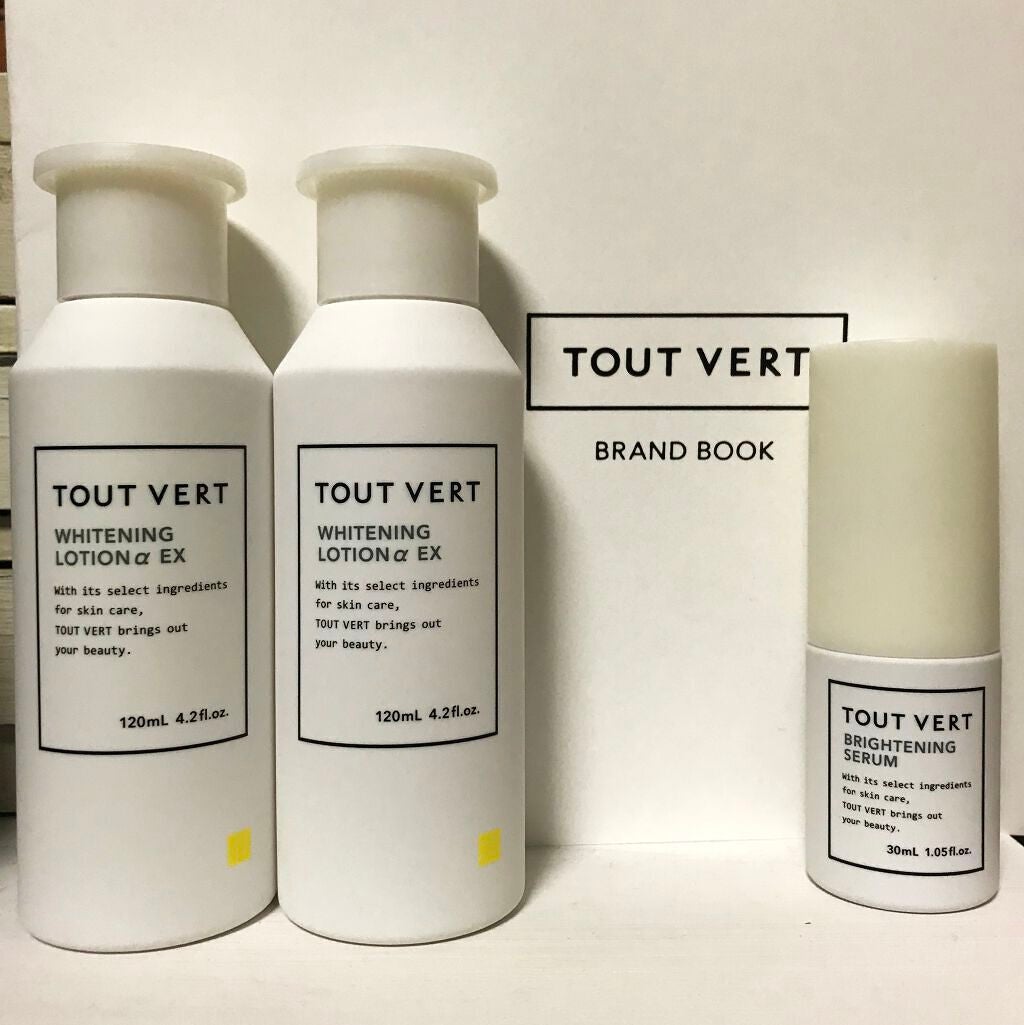 TOUT VERT
WHITENING
LOTION α EX
With its select ingredients
for skin care,
TOUT VERT brings out
your beauty.
120mL 4.2fl.oz.
TOUT VERT
WHITENING
LOTION α EX
With its select ingredients
for skin care,
TOUT VERT brings out
your beauty.
120mL 4.2fl.oz.
TOUT VERT
BRAND BOOK
TOUT VERT
BRIGHTENING
SERUM
With its select ingredients
for skin care,
TOUT VERT brings out
your beauty.
30mL 1.05fl.oz.